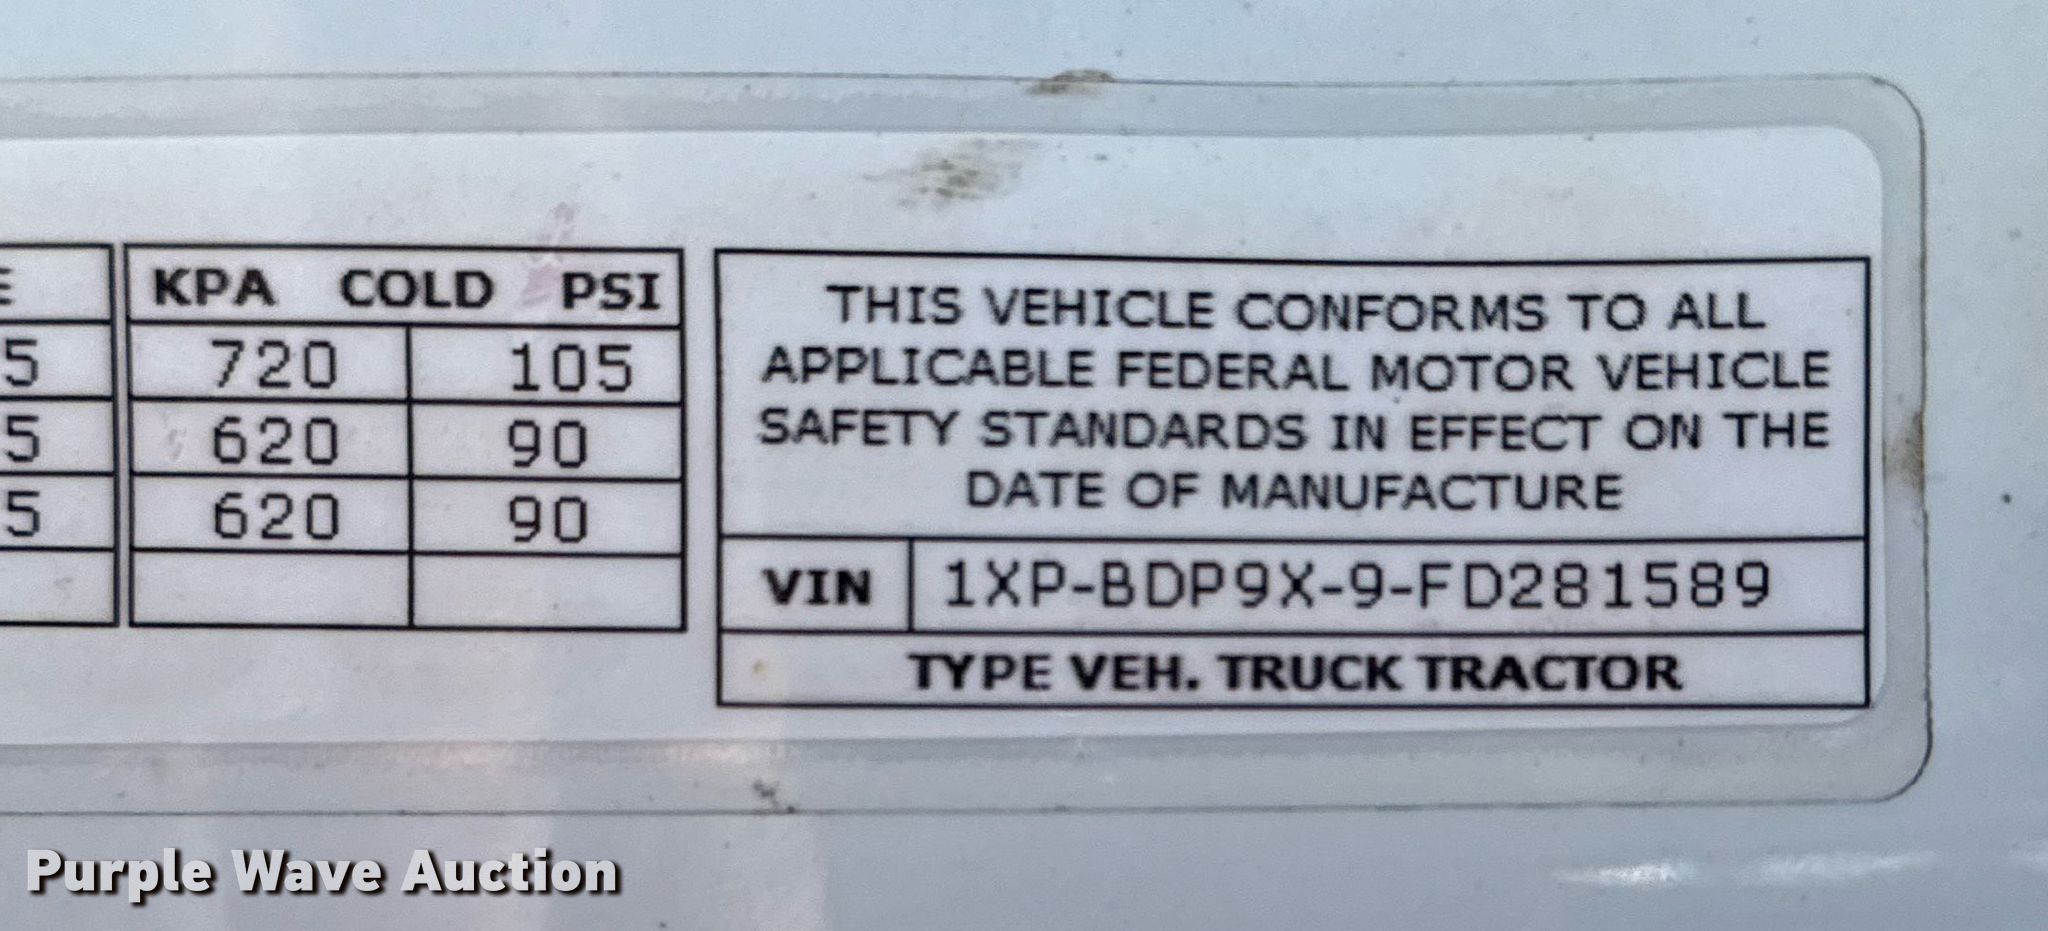 E
KPA COLD PSI
5 720 105
5 620 90
5 620 90
THIS VEHICLE CONFORMS TO ALL
APPLICABLE FEDERAL MOTOR VEHICLE
SAFETY STANDARDS IN EFFECT ON THE
DATE OF MANUFACTURE
VIN 1XP-BDP9X-9-FD281589
TYPE VEH. TRUCK TRACTOR
Purple Wave Auction